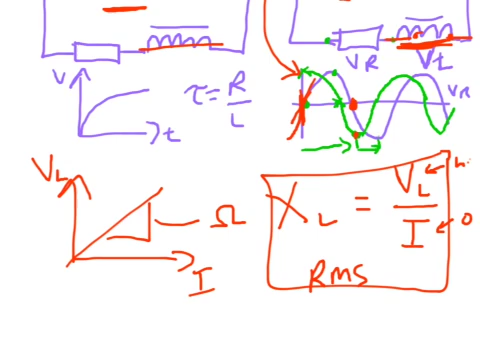 VR VL
V τ = R/L VR
t
VL Ω XL = VL/I
I RMS